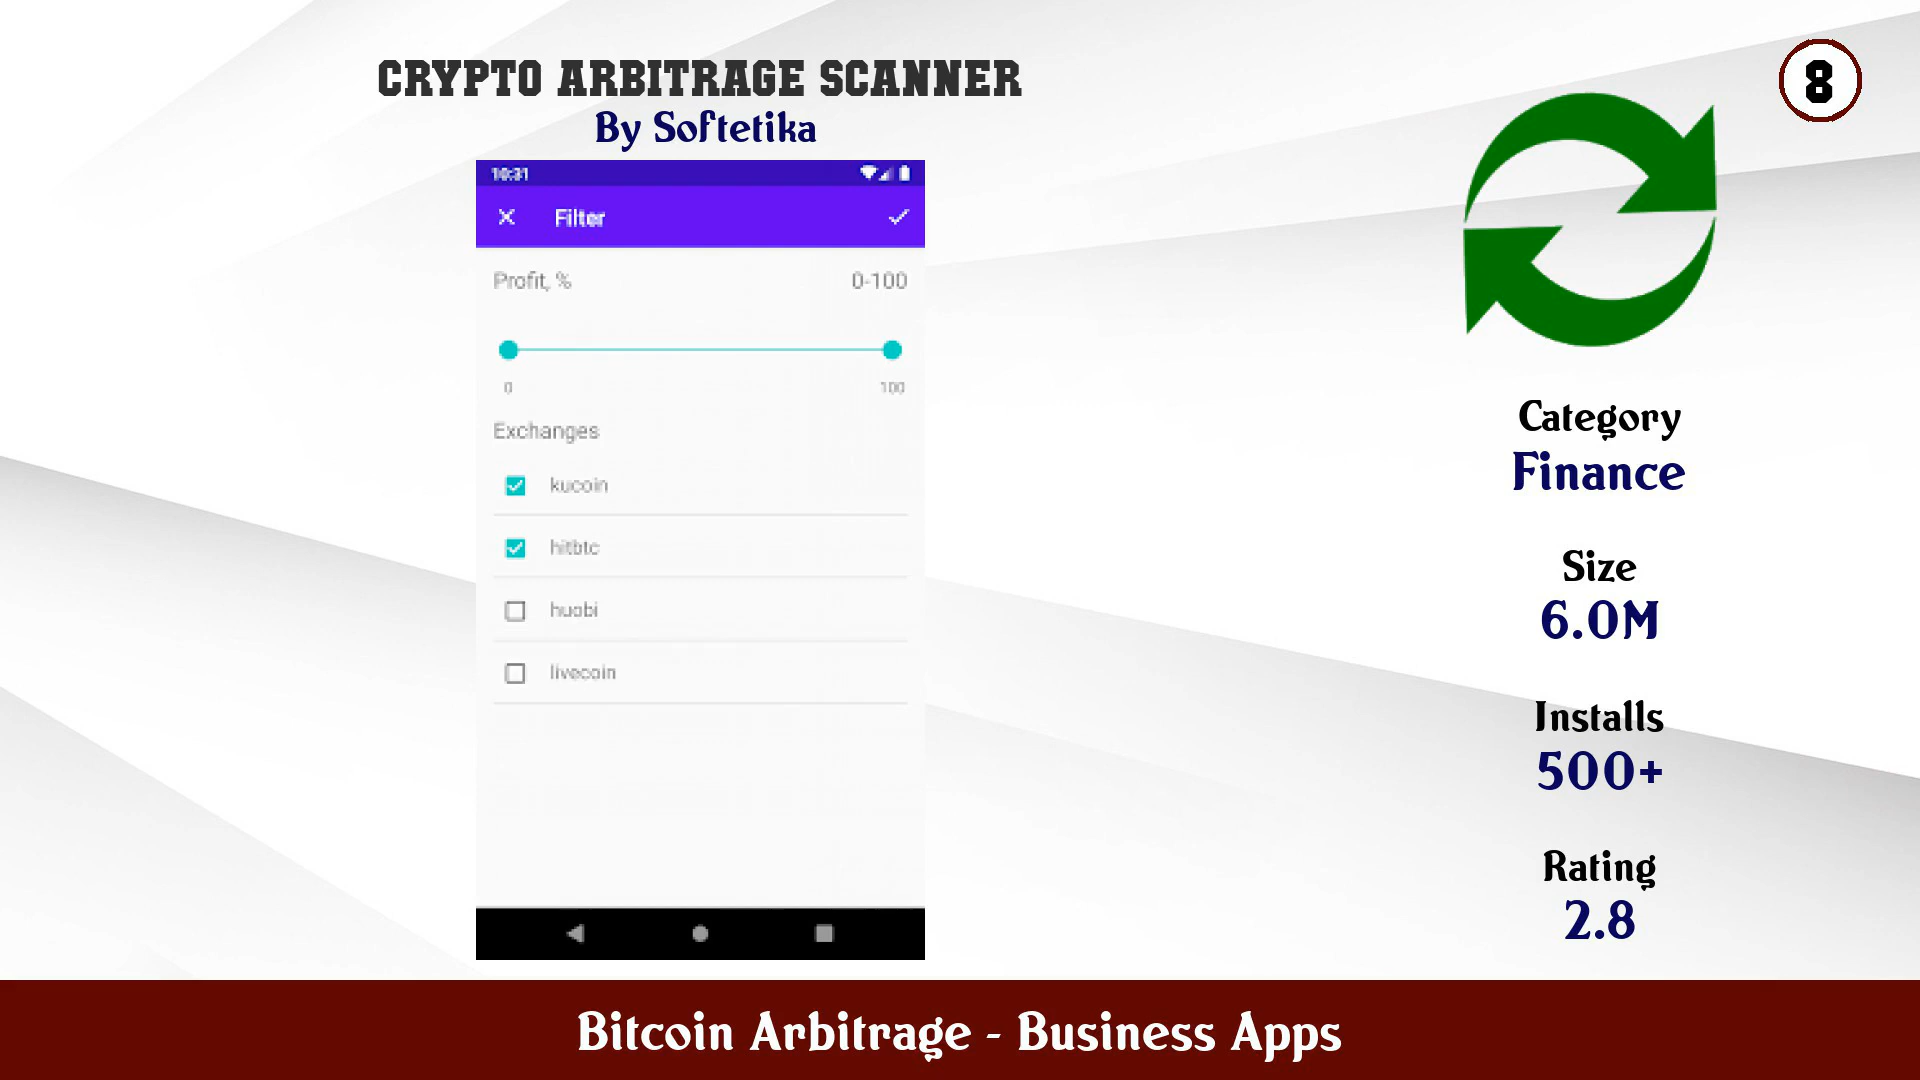 CRYPTO ARBITRAGE SCANNER
By Softetika
8
10:31
Filter
Profit, %
0-100
0
100
Exchanges
kucoin
hitbtc
huobi
livecoin
Category
Finance
Size
6.0M
Installs
500+
Rating
2.8
Bitcoin Arbitrage - Business Apps